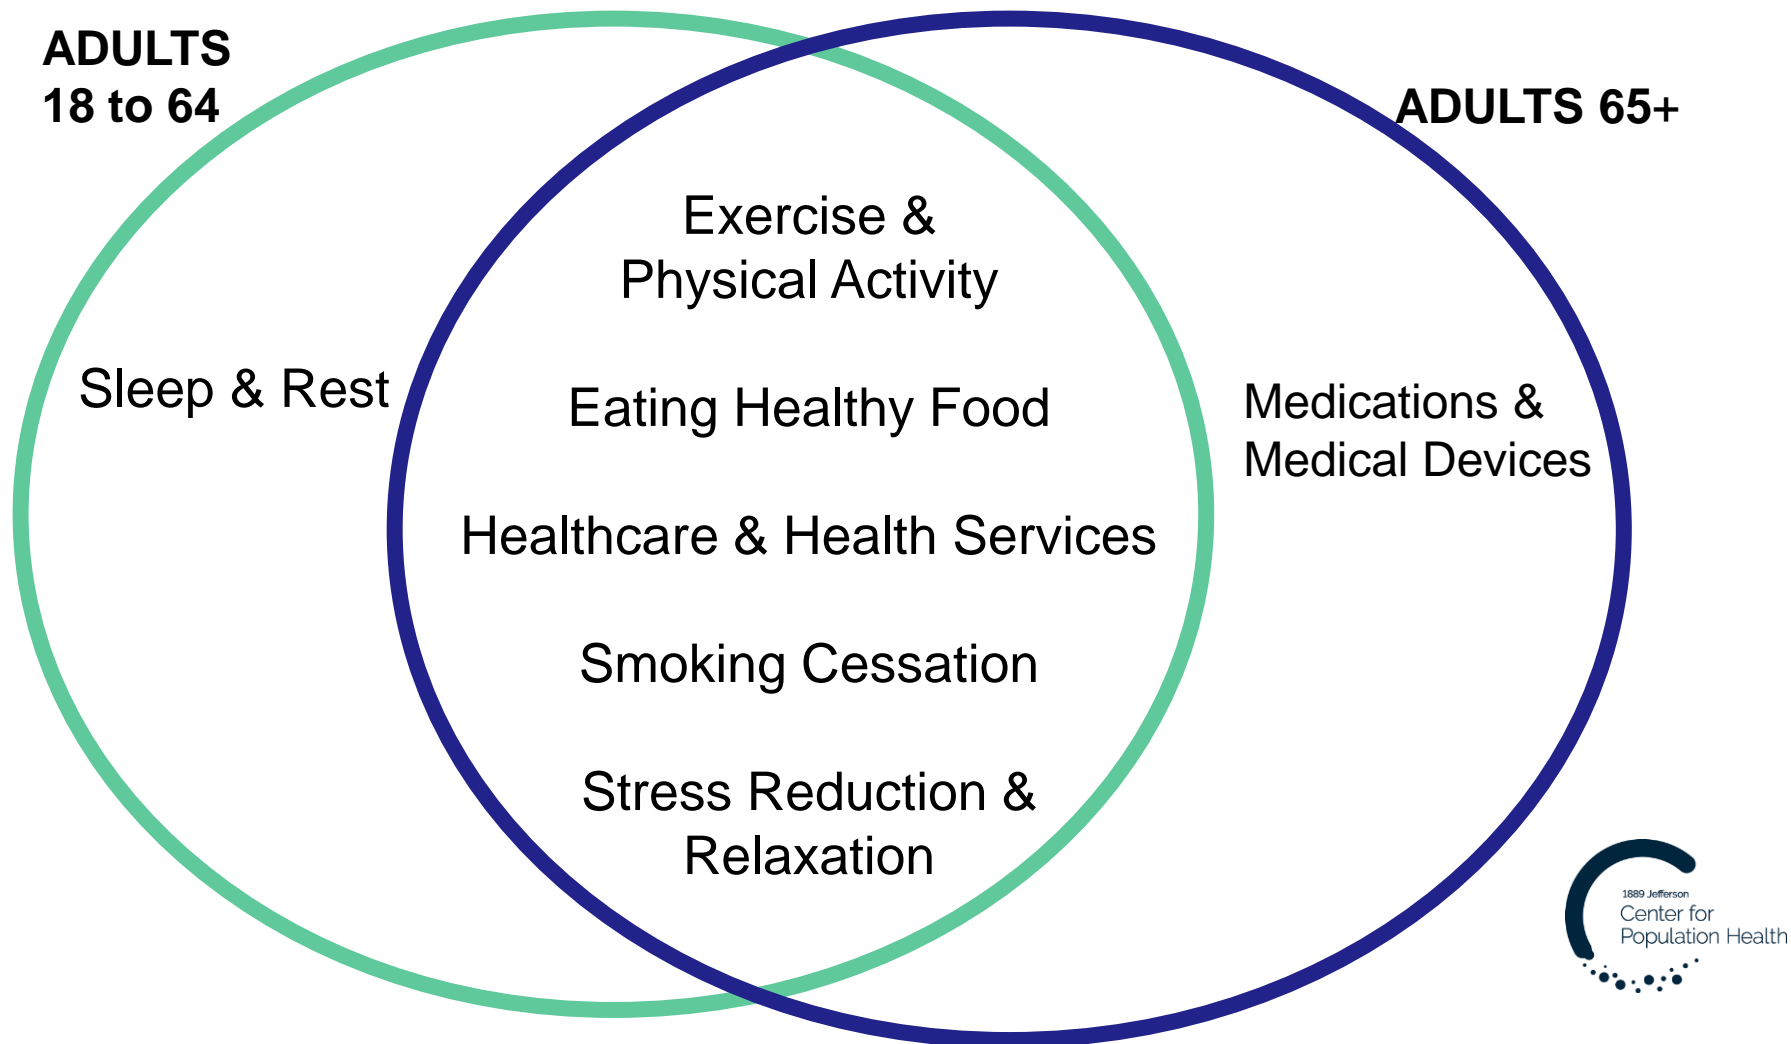 ADULTS
18 to 64
ADULTS 65+
Exercise &
Physical Activity
Sleep & Rest
Eating Healthy Food
Medications &
Medical Devices
Healthcare & Health Services
Smoking Cessation
Stress Reduction &
Relaxation
1889 Jefferson
Center for
Population Health